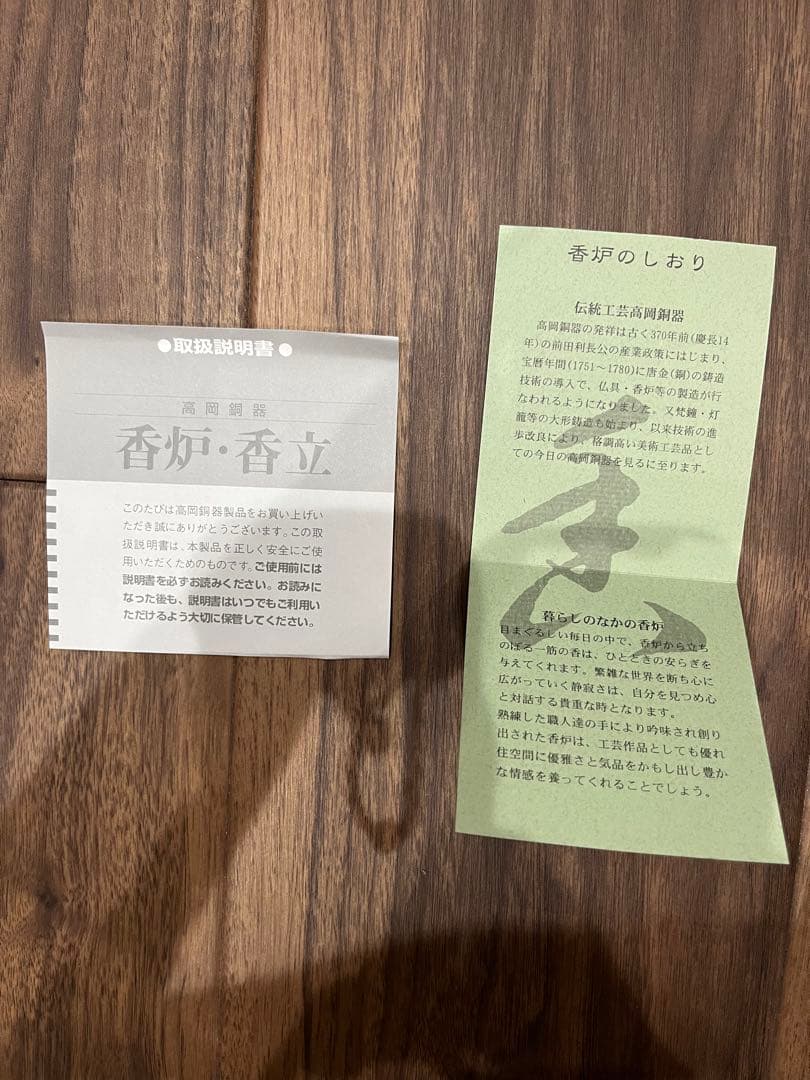 ●取扱説明書●
高岡銅器
香炉・香立
このたびは高岡銅器製品をお買い上げい
ただき誠にありがとうございます。この取
扱説明書は、本製品を正しく安全にご使
用いただくためのものです。ご使用前には
説明書を必ずお読みください。お読みに
なった後も、説明書はいつでもご利用い
ただけるよう大切に保管してください。
香炉のしおり
伝統工芸高岡銅器
高岡銅器の発祥は古く370年前(慶長14
年)の前田利長公の産業政策にはじまり、
宝暦年間(1751～1780)に唐金(銅)の鋳造
技術の導入で、仏具・香炉等の製造が行
なわれるようになりました。又梵鐘・灯
籠等の大形鋳造も始まり、以来技術の進
歩改良により、格調高い美術工芸品とし
ての今日の高岡銅器を見るに至ります。
香
暮らしのなかの香炉
目まぐるしい毎日の中で、香炉から立ち
のぼる一筋の香は、ひとときの安らぎを
与えてくれます。繁雑な世界を断ち心に
広がっていく静寂さは、自分を見つめ心
と対話する貴重な時となります。
熟練した職人達の手により吟味され創り
出された香炉は、工芸作品としても優れ
住空間に優雅さと気品をかもし出し豊か
な情感を養ってくれることでしょう。